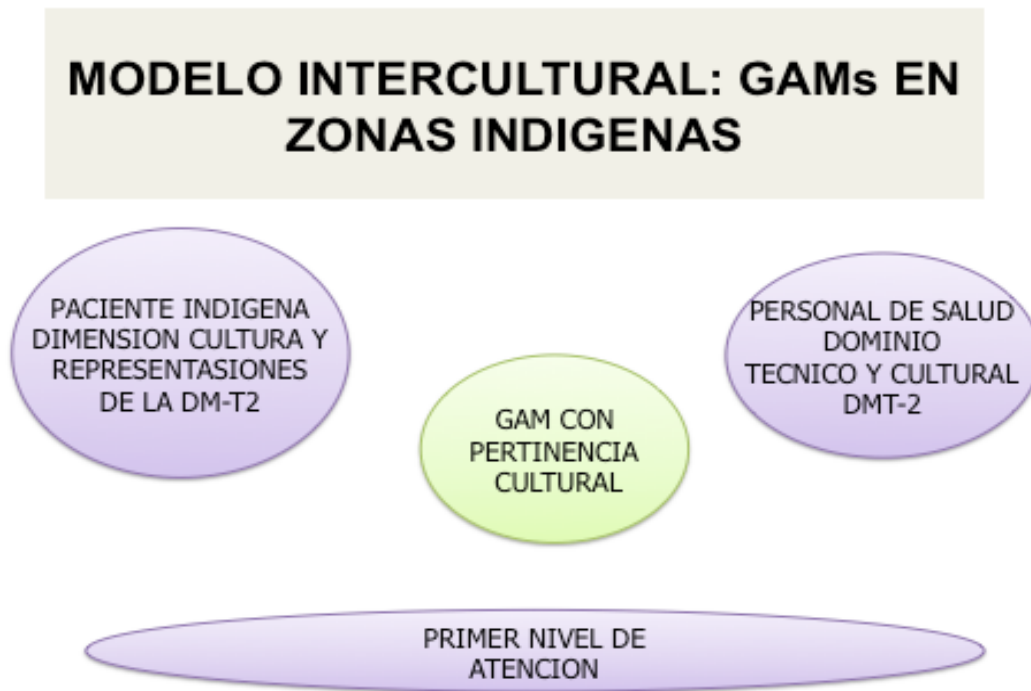 MODELO INTERCULTURAL: GAMs EN
ZONAS INDIGENAS
PACIENTE INDIGENA
DIMENSION CULTURA Y
REPRESENTASIONES
DE LA DM-T2
PERSONAL DE SALUD
DOMINIO
TECNICO Y CULTURAL
DMT-2
GAM CON
PERTINENCIA
CULTURAL
PRIMER NIVEL DE
ATENCION